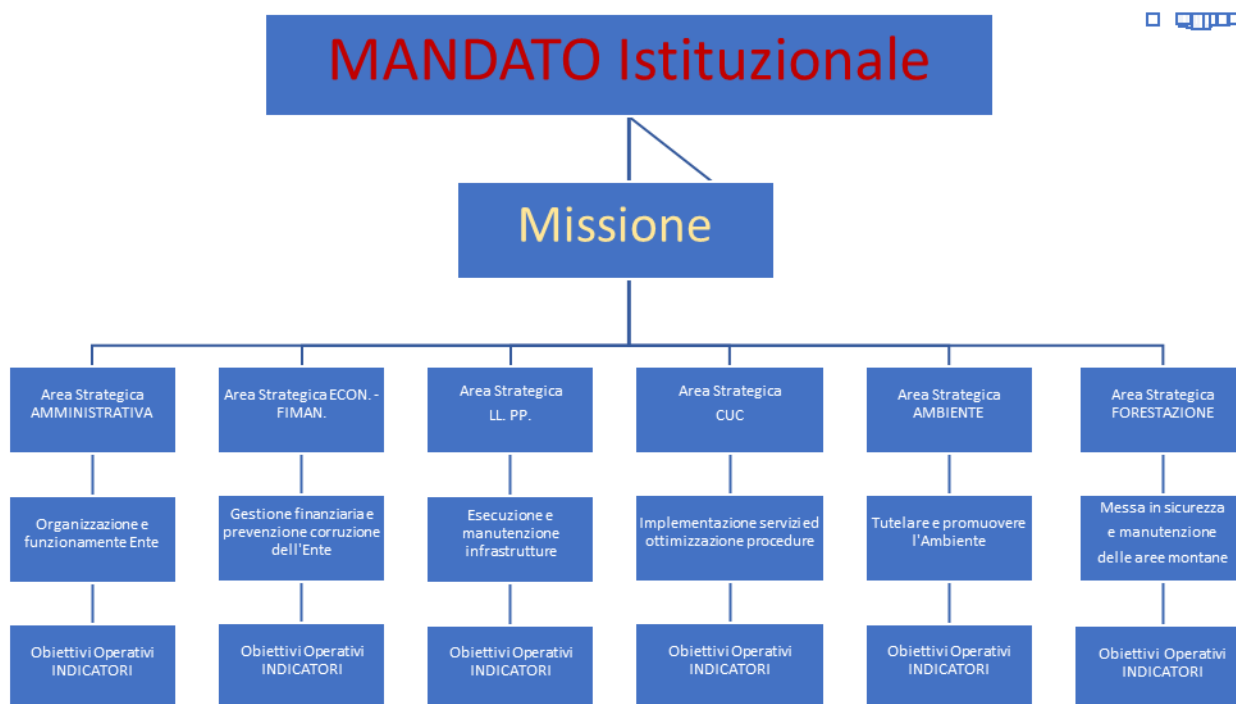 MANDATO Istituzionale
Missione
Area Strategica
AMMINISTRATIVA
Area Strategica ECON. -
FIMAN.
Area Strategica
LL. PP.
Area Strategica
CUC
Area Strategica
AMBIENTE
Area Strategica
FORESTAZIONE
Organizzazione e
funzionamente Ente
Gestione finanziaria e
prevenzione corruzione
dell'Ente
Esecuzione e
manutenzione
infrastrutture
Implementazione servizi ed
ottimizzazione procedure
Tutelare e promuovere
l'Ambiente
Messa in sicurezza
e manutenzione
delle aree montane
Obiettivi Operativi
INDICATORI
Obiettivi Operativi
INDICATORI
Obiettivi Operativi
INDICATORI
Obiettivi Operativi
INDICATORI
Obiettivi Operativi
INDICATORI
Obiettivi Operativi
INDICATORI